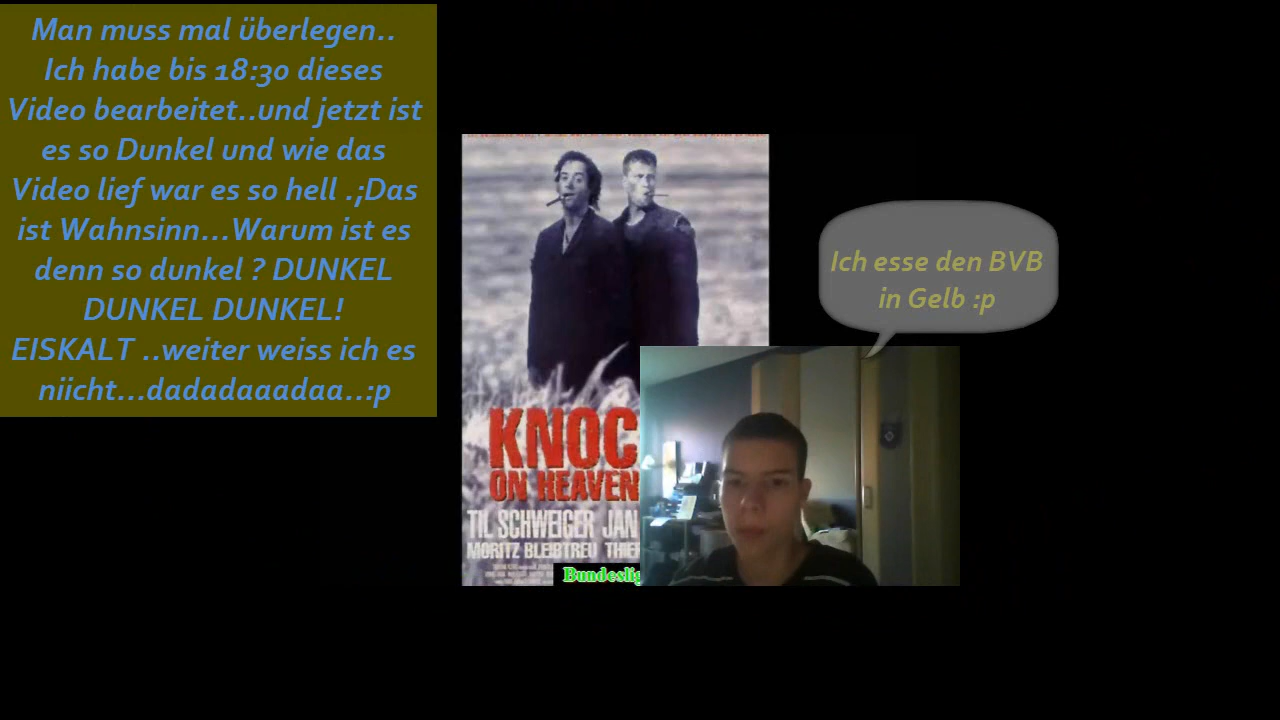 Man muss mal überlegen..
Ich habe bis 18:30 dieses
Video bearbeitet..und jetzt ist
es so Dunkel und wie das
Video lief war es so hell .;Das
ist Wahnsinn...Warum ist es
denn so dunkel ? DUNKEL
DUNKEL DUNKEL!
EISKALT ..weiter weiss ich es
niicht...dadadaaadaa..:p
Ich esse den BVB
in Gelb :p
KNOC
ON HEAVEN
TIL SCHWEIGER JAN
MORITZ BLEIBTREU THIER
Bundeslig